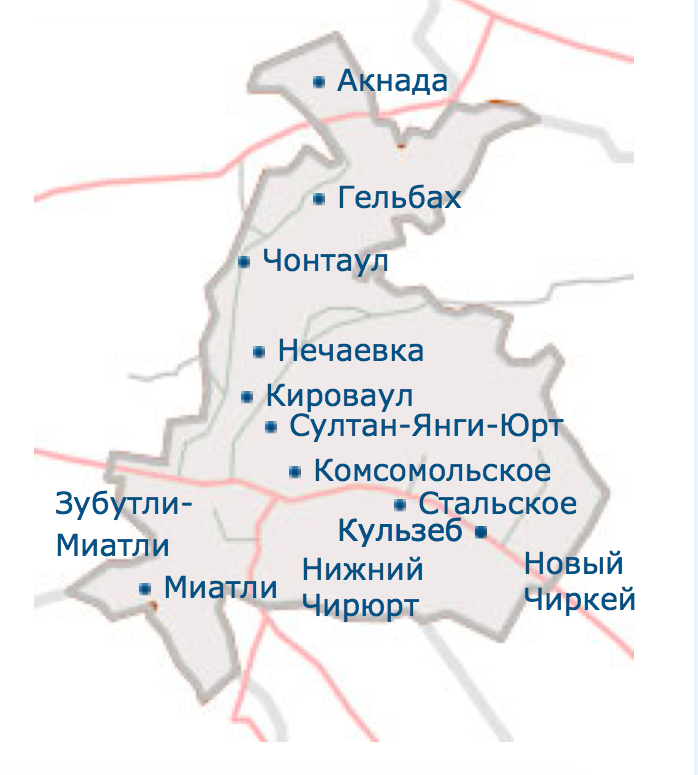 Акнада
Гельбах
Чонтаул
Нечаевка
Кироваул
Султан-Янги-Юрт
Комсомольское
Зубутли-
Миатли
Стальское
Кульзеб
Нижний
Чирюрт
Новый
Чиркей
Миатли